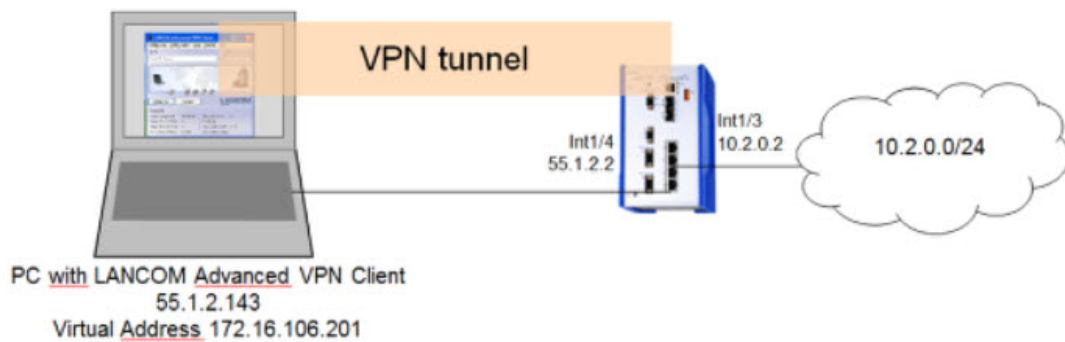 VPN tunnel
Int1/4
55.1.2.2
Int1/3
10.2.0.2
10.2.0.0/24
PC with LANCOM Advanced VPN Client
55.1.2.143
Virtual Address 172.16.106.201